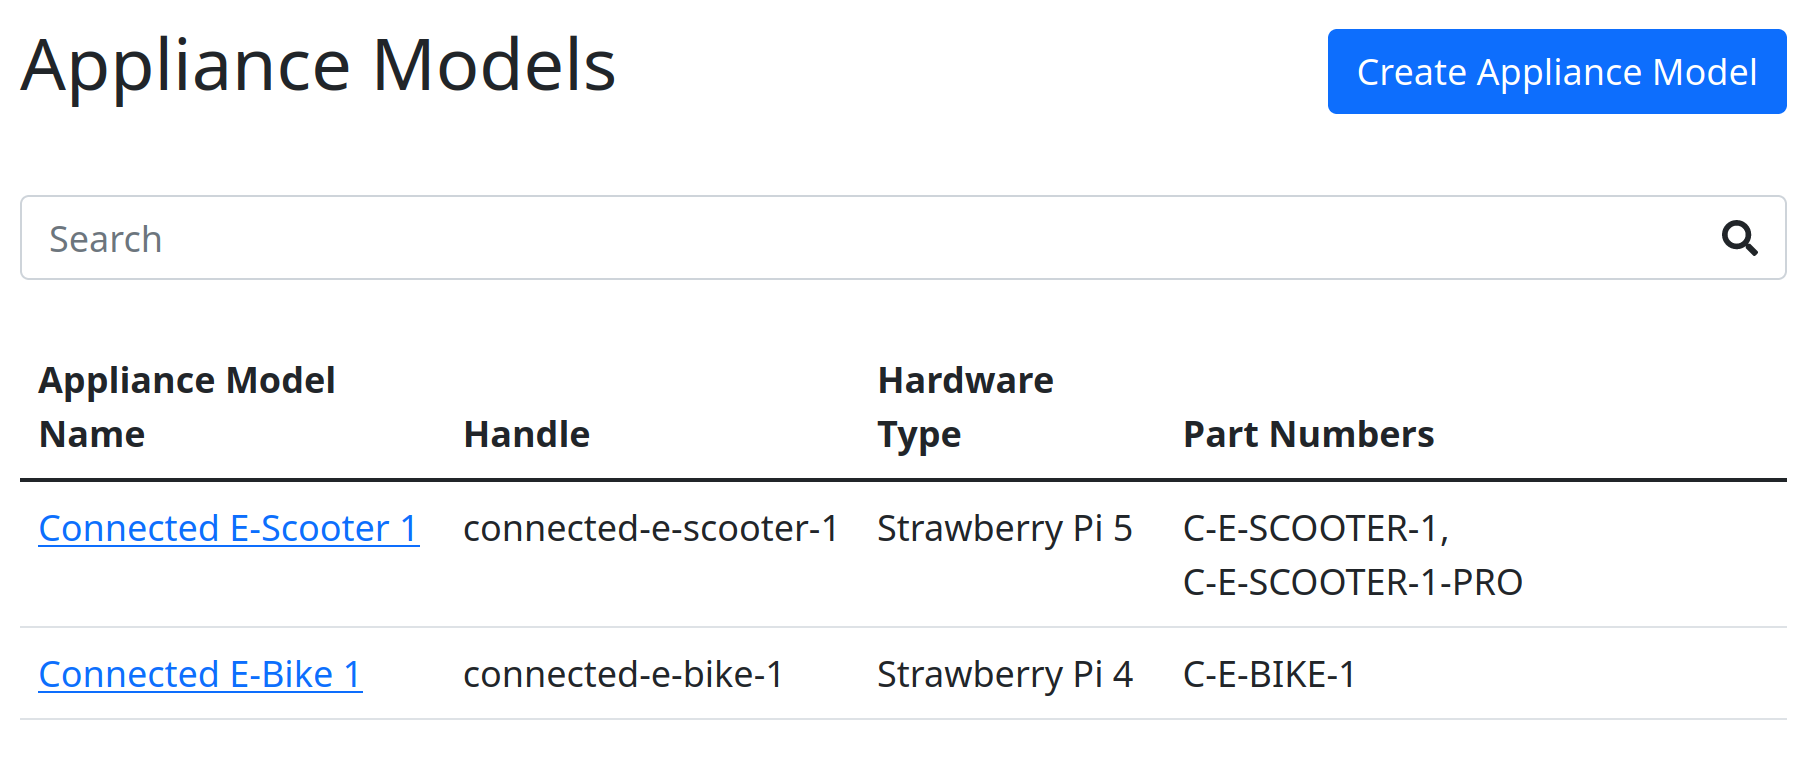 Appliance Models
Create Appliance Model
Search
Appliance Model Name
Handle
Hardware Type
Part Numbers
Connected E-Scooter 1
connected-e-scooter-1
Strawberry Pi 5
C-E-SCOOTER-1,
C-E-SCOOTER-1-PRO
Connected E-Bike 1
connected-e-bike-1
Strawberry Pi 4
C-E-BIKE-1